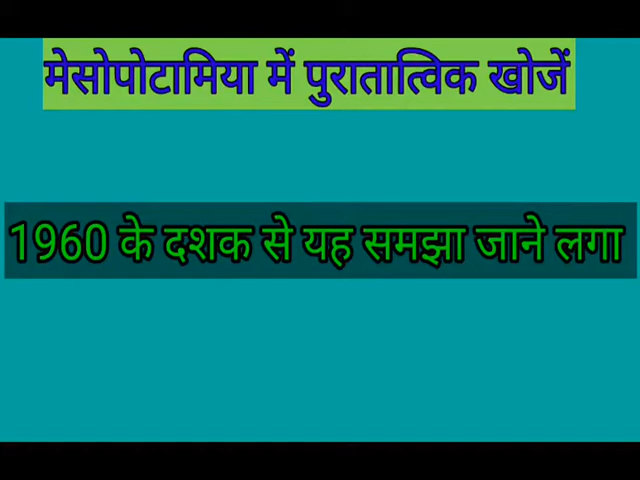 मेसोपोटामिया में पुरातात्विक खोजें
1960 के दशक से यह समझा जाने लगा